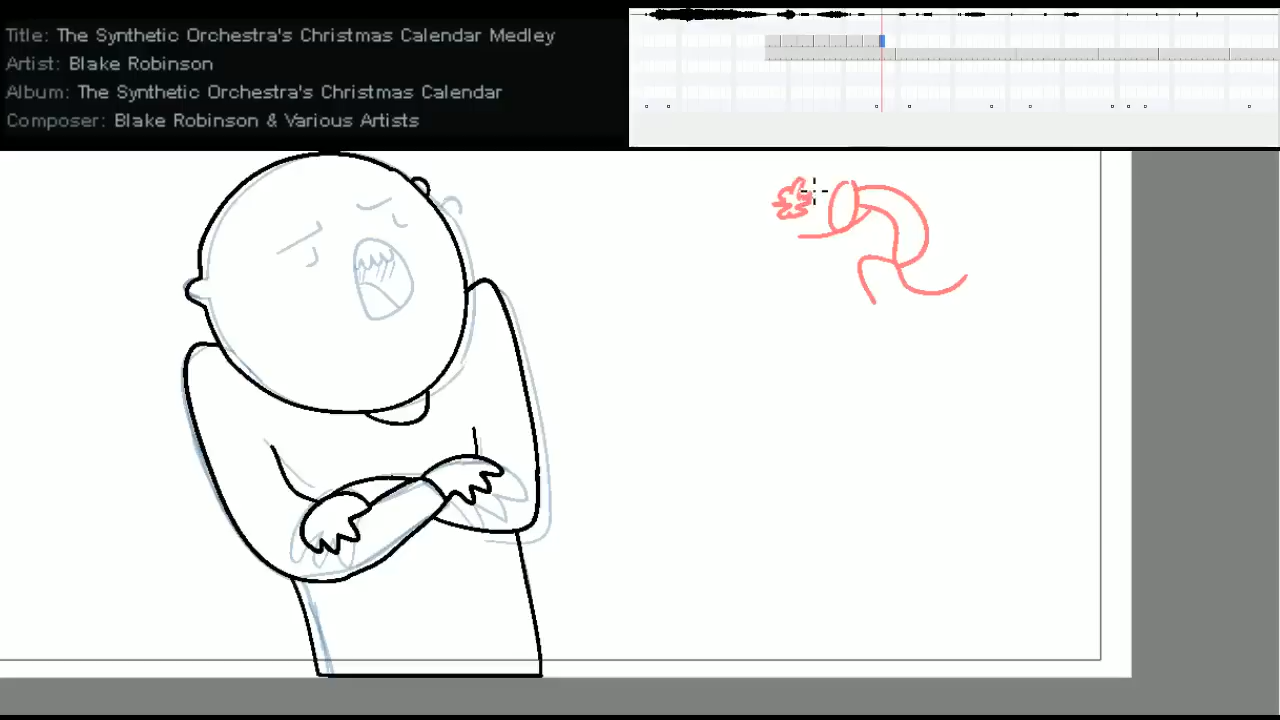 Title: The Synthetic Orchestra's Christmas Calendar Medley
Artist: Blake Robinson
Album: The Synthetic Orchestra's Christmas Calendar
Composer: Blake Robinson & Various Artists